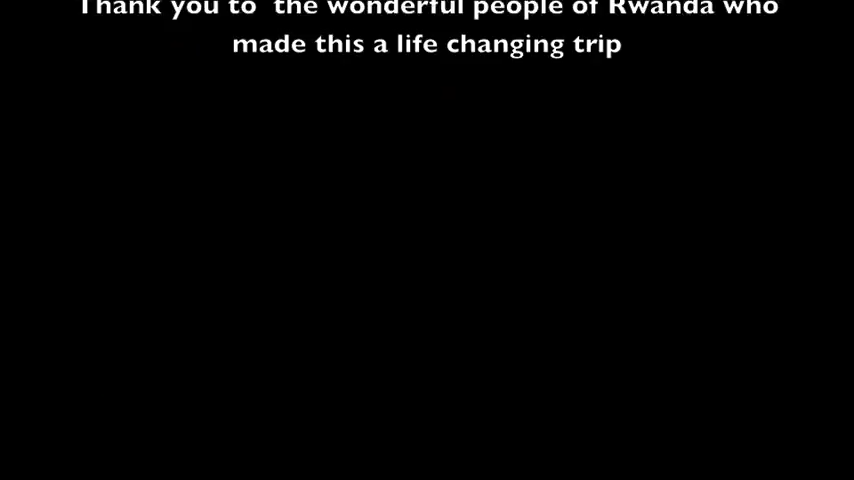 Thank you to  the wonderful people of Rwanda who
made this a life changing trip